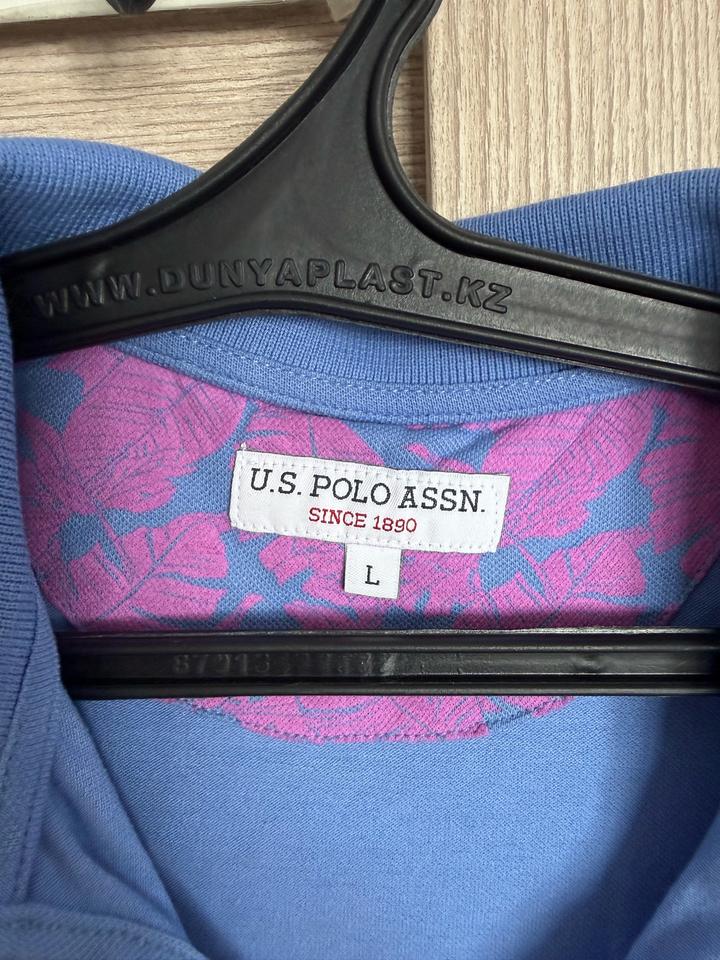 WWW.DUNYAPLAST.KZ
U.S. POLO ASSN.
SINCE 1890
L